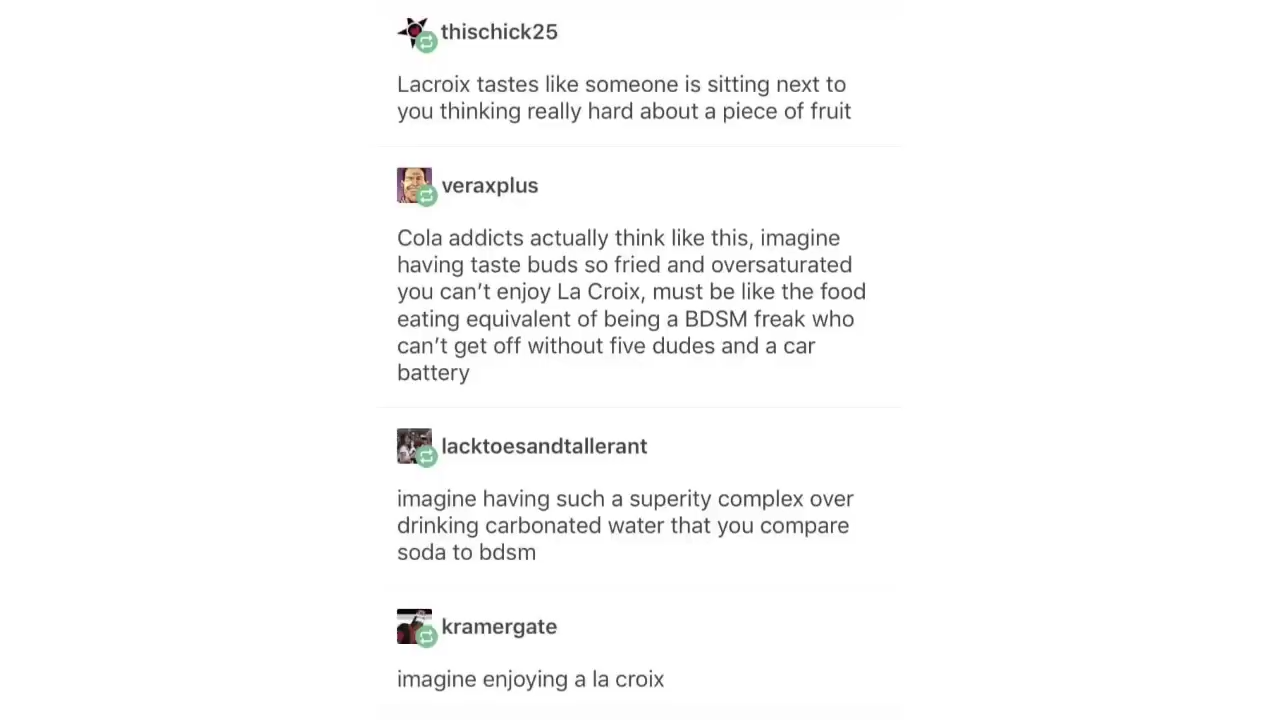 thischick25
Lacroix tastes like someone is sitting next to
you thinking really hard about a piece of fruit
veraxplus
Cola addicts actually think like this, imagine
having taste buds so fried and oversaturated
you can’t enjoy La Croix, must be like the food
eating equivalent of being a BDSM freak who
can’t get off without five dudes and a car
battery
lacktoesandtallerant
imagine having such a superity complex over
drinking carbonated water that you compare
soda to bdsm
kramergate
imagine enjoying a la croix